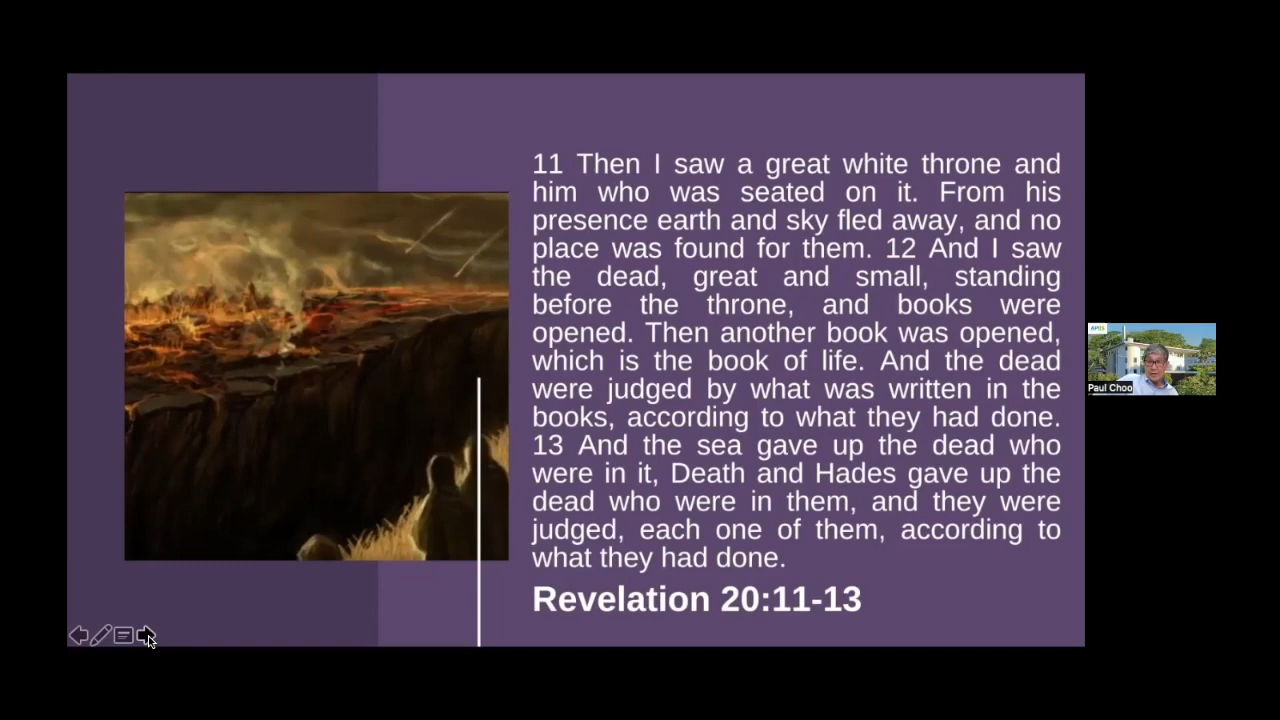 11 Then I saw a great white throne and
him who was seated on it. From his
presence earth and sky fled away, and no
place was found for them. 12 And I saw
the dead, great and small, standing
before the throne, and books were
opened. Then another book was opened,
which is the book of life. And the dead
were judged by what was written in the
books, according to what they had done.
13 And the sea gave up the dead who
were in it, Death and Hades gave up the
dead who were in them, and they were
judged, each one of them, according to
what they had done.
Revelation 20:11-13
Paul Choo